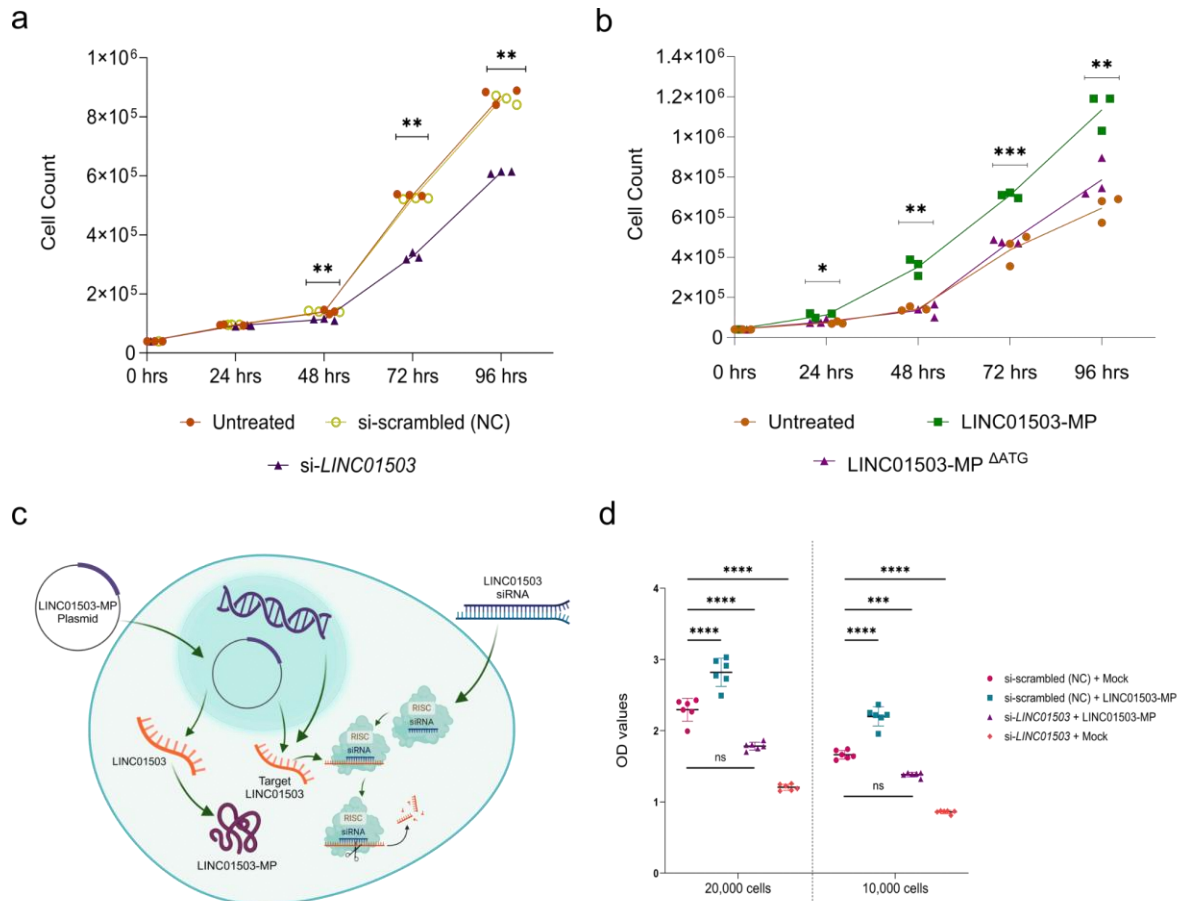 a
**
**
**
1×10⁶
8×10⁵
6×10⁵
4×10⁵
2×10⁵
0
Cell Count
0 hrs 24 hrs 48 hrs 72 hrs 96 hrs
Untreated si-scrambled (NC)
si-LINC01503
b
**
***
**
*
1.4×10⁶
1.2×10⁶
1×10⁶
8×10⁵
6×10⁵
4×10⁵
2×10⁵
0
Cell Count
0 hrs 24 hrs 48 hrs 72 hrs 96 hrs
Untreated LINC01503-MP
LINC01503-MP ΔATG
c
LINC01503-MP
Plasmid
LINC01503
siRNA
RISC
siRNA
RISC
siRNA
LINC01503
Target
LINC01503
RISC
siRNA
LINC01503-MP
d
**** ****
**** ***
**** ****
ns ns
4
3
2
1
0
OD values
20,000 cells 10,000 cells
si-scrambled (NC) + Mock
si-scrambled (NC) + LINC01503-MP
si-LINC01503 + LINC01503-MP
si-LINC01503 + Mock